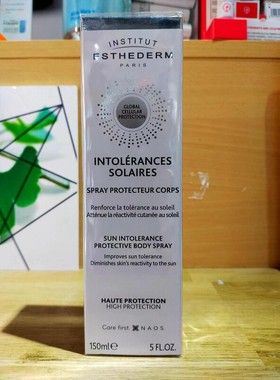 INSTITUT
ESTHEDERM
PARIS
GLOBAL
CELLULAR
PROTECTION
INTOLÉRANCES
SOLAIRES
SPRAY PROTECTEUR CORPS
Renforce la tolérance au soleil
Atténue la réactivité cutanée au soleil
SUN INTOLERANCE
PROTECTIVE BODY SPRAY
Improves sun tolerance
Diminishes skin's reactivity to the sun
HAUTE PROTECTION
HIGH PROTECTION
Care first. NAOS
150ml ℮ 5 FL.OZ.